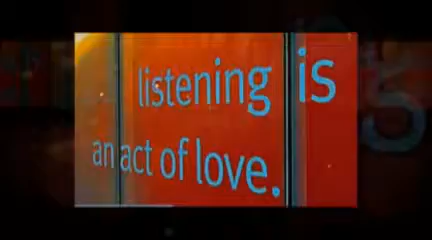 listening is
an act of love.